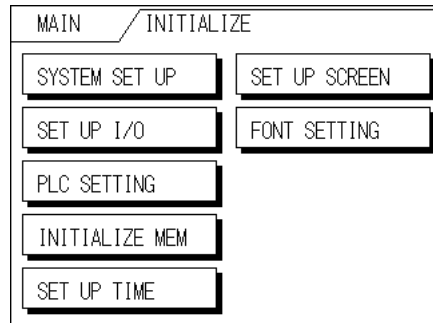 MAIN INITIALIZE
SYSTEM SET UP
SET UP SCREEN
SET UP I/O
FONT SETTING
PLC SETTING
INITIALIZE MEM
SET UP TIME